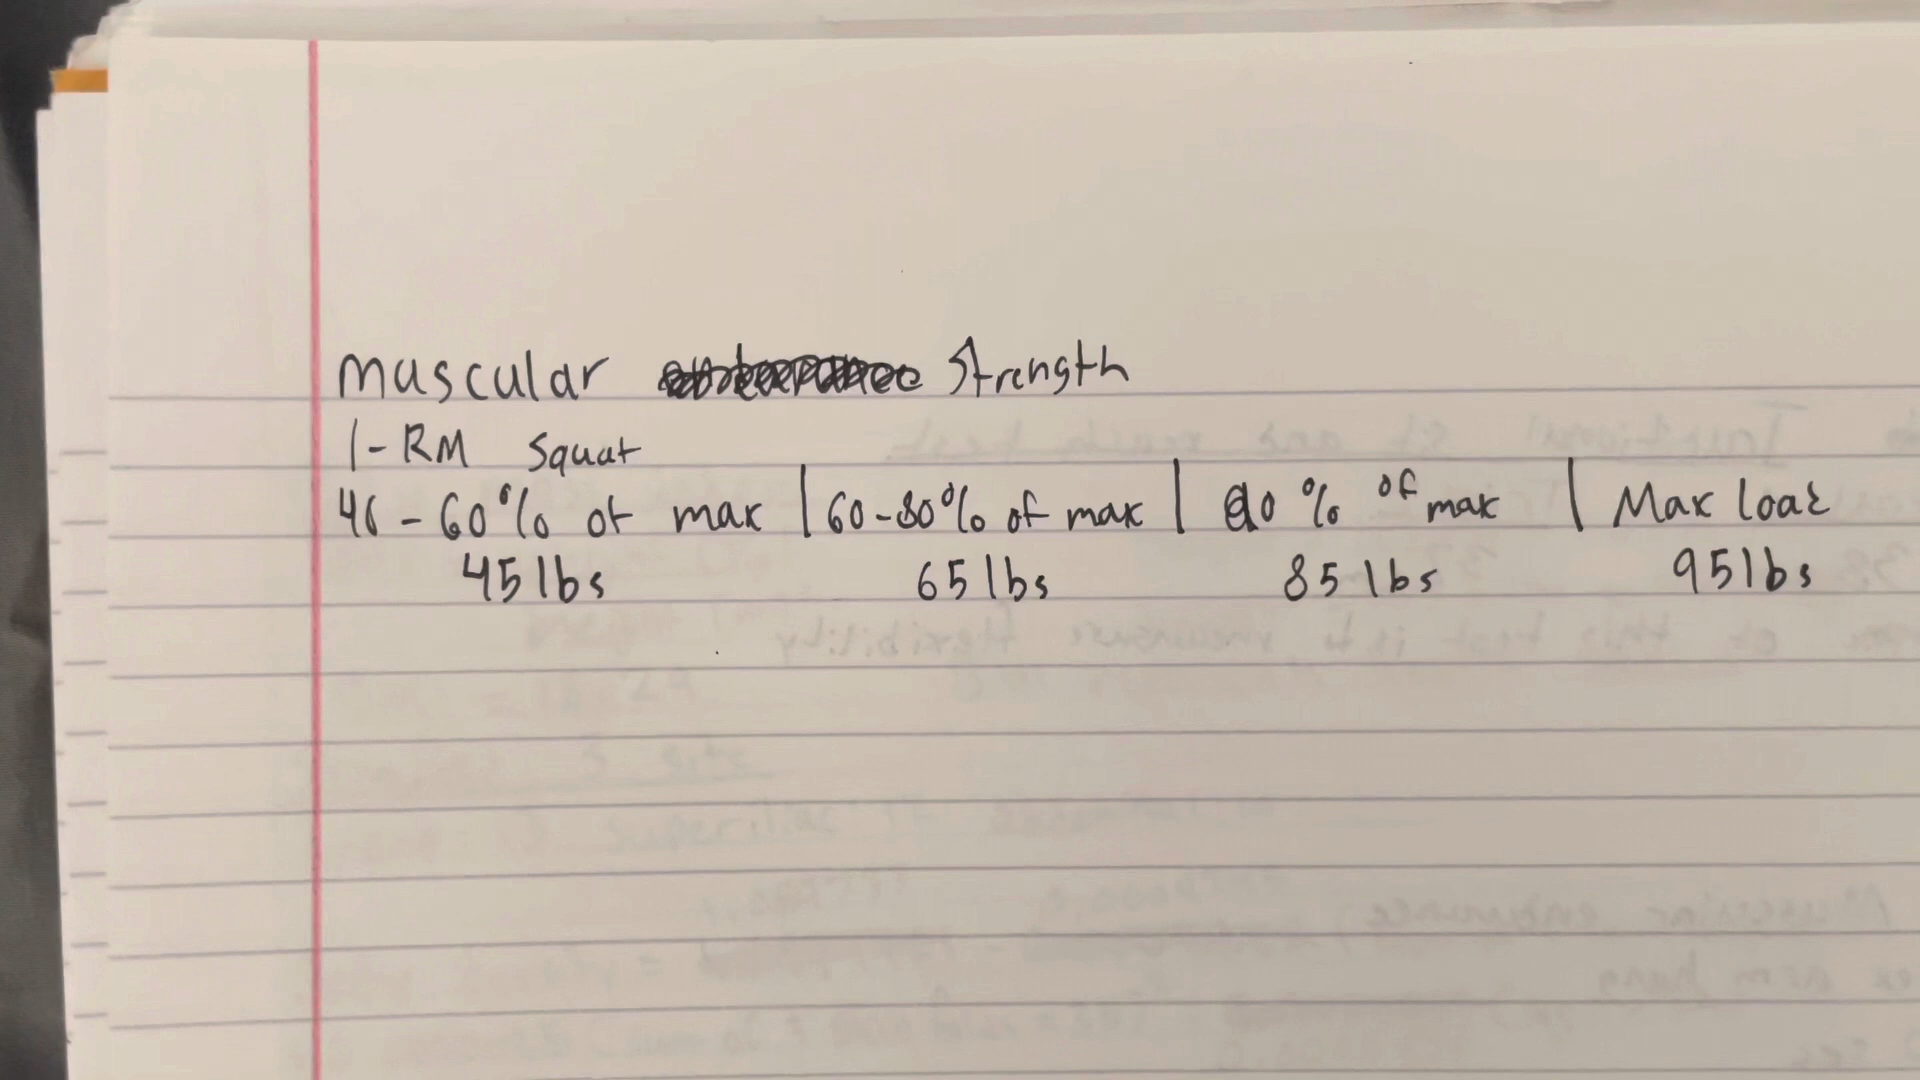 muscular Strength
1-RM Squat
40-60% of max | 60-80% of max | 90% of max | Max load
45lbs 65lbs 85lbs 95lbs